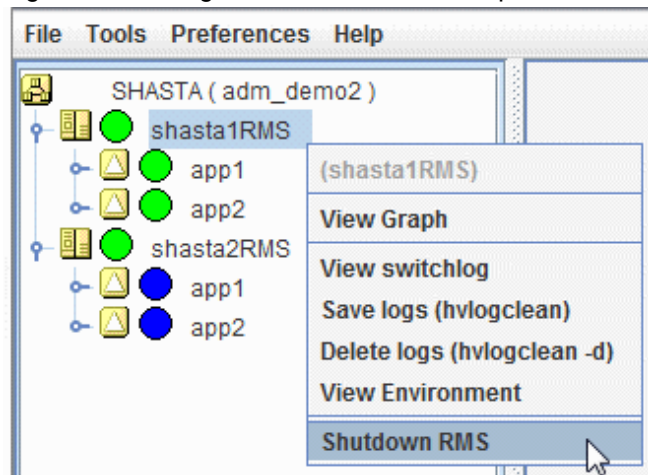 File Tools Preferences Help
SHASTA ( adm_demo2 )
shasta1RMS
app1
app2
shasta2RMS
app1
app2
(shasta1RMS)
View Graph
View switchlog
Save logs (hvlogclean)
Delete logs (hvlogclean -d)
View Environment
Shutdown RMS